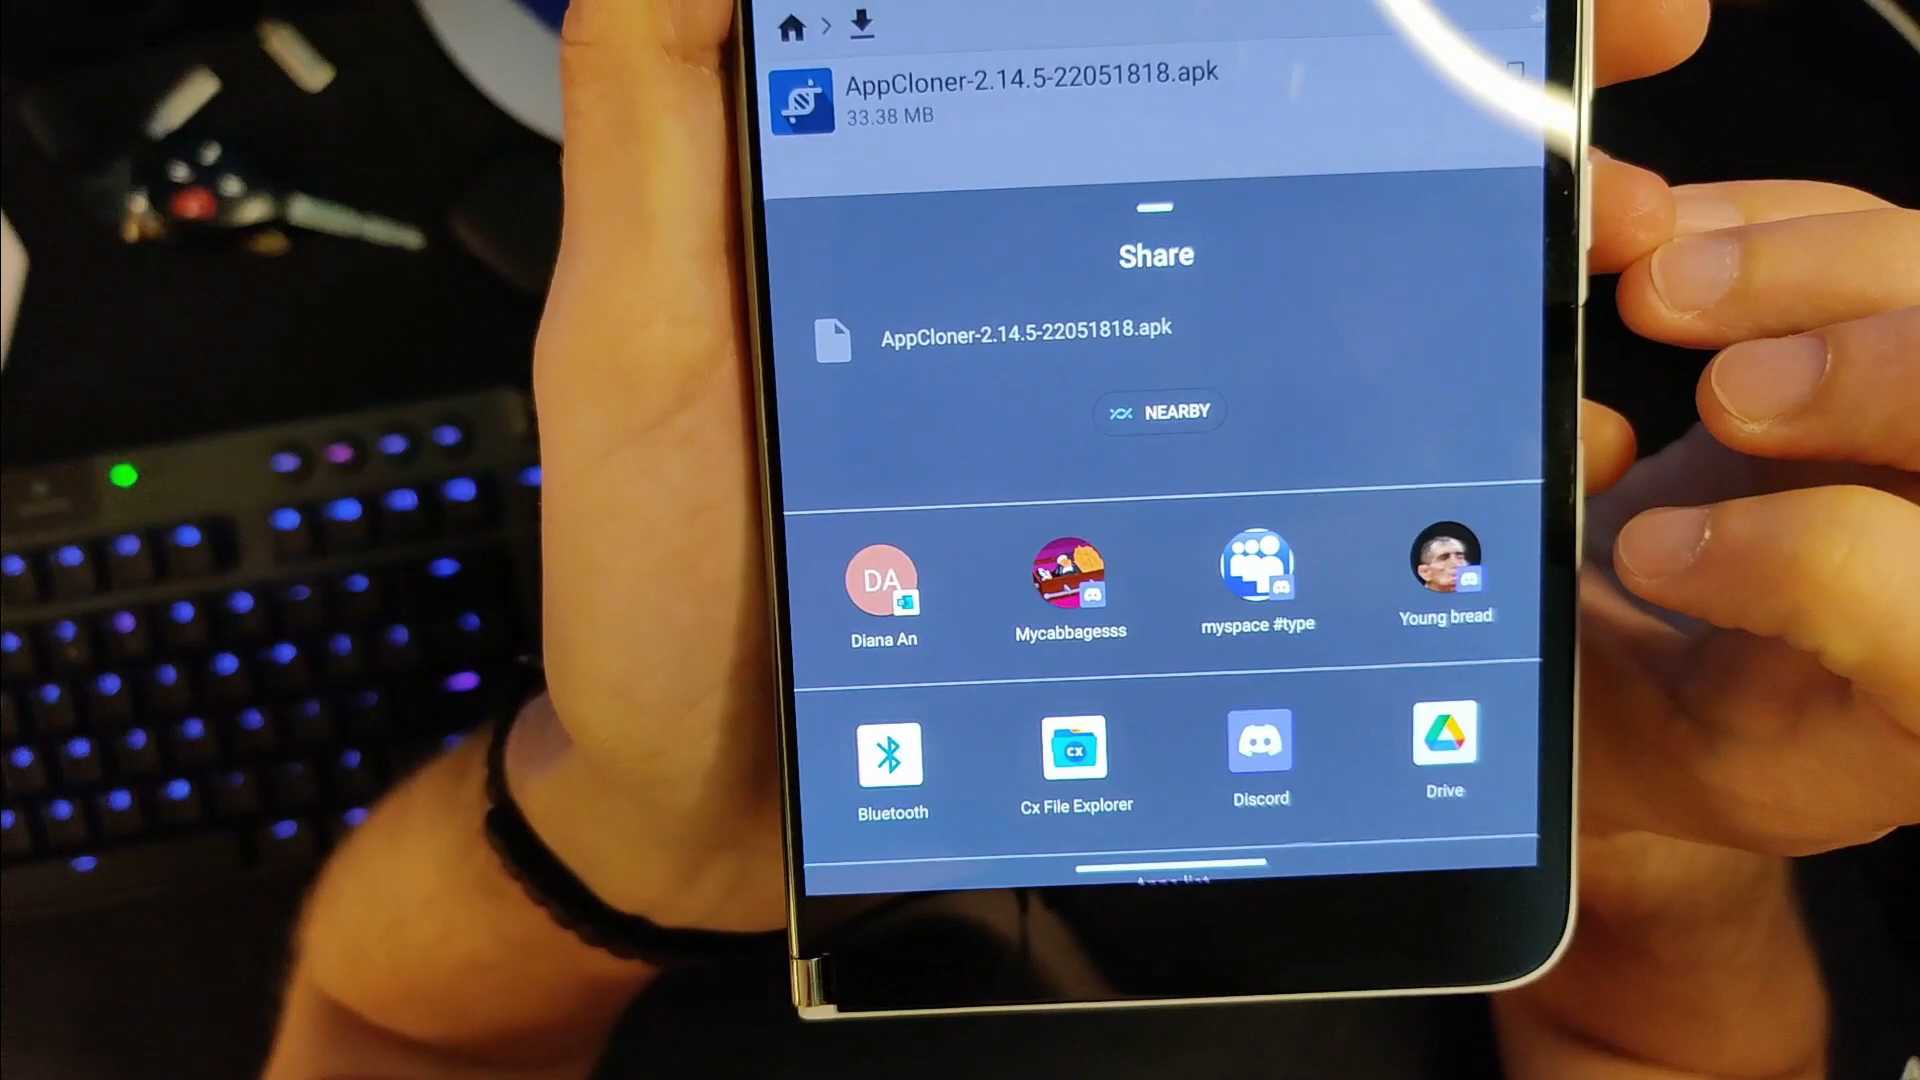 AppCloner-2.14.5-22051818.apk
33.38 MB
Share
AppCloner-2.14.5-22051818.apk
NEARBY
DA
Diana An
Mycabbagesss
myspace #type
Young bread
CX
Bluetooth
Cx File Explorer
Discord
Drive